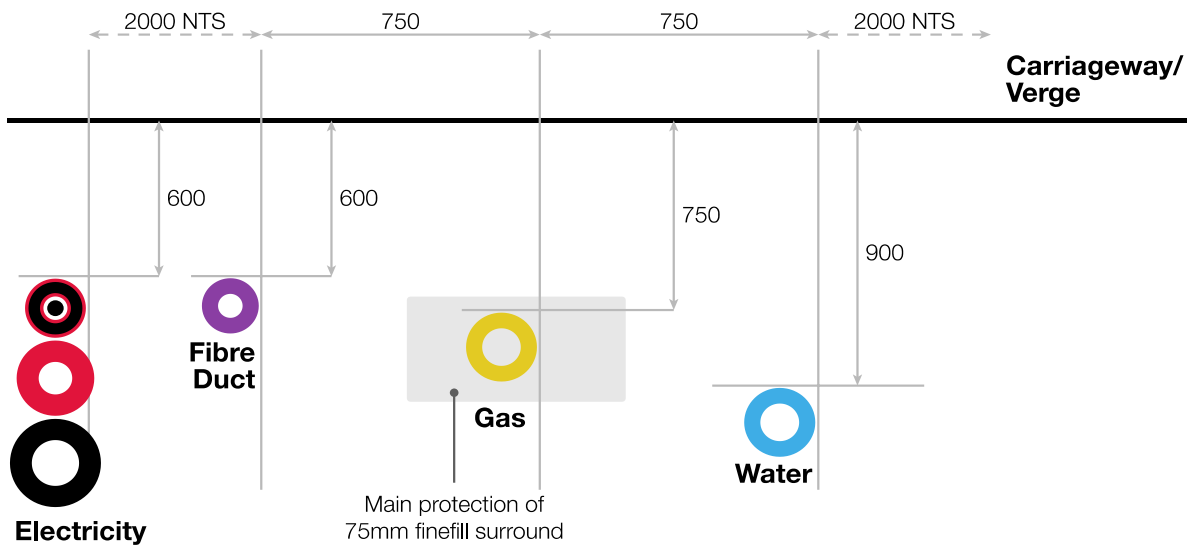 2000 NTS
750
750
2000 NTS
Carriageway/
Verge
600
600
750
900
Fibre
Duct
Gas
Water
Main protection of
75mm finefill surround
Electricity